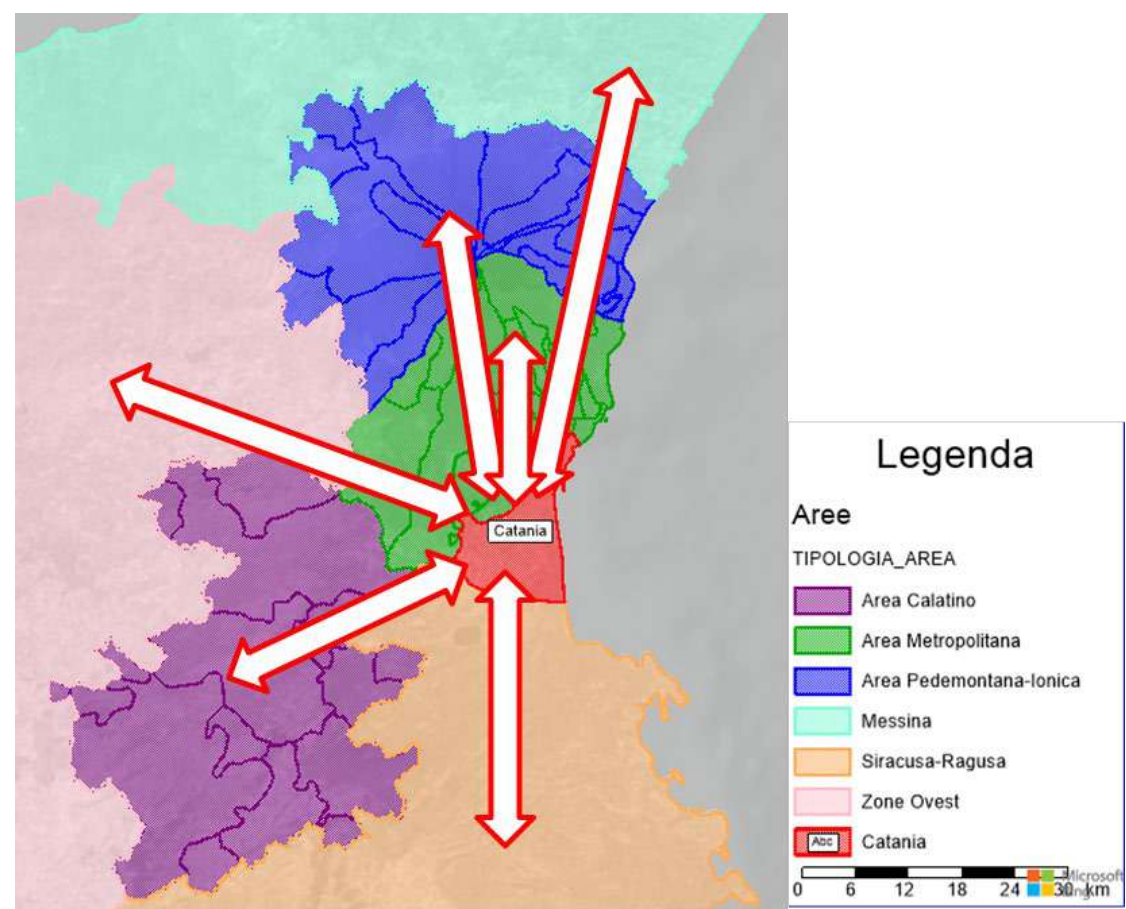 Catania
Legenda
Aree
TIPOLOGIA_AREA
Area Calatino
Area Metropolitana
Area Pedemontana-Ionica
Messina
Siracusa-Ragusa
Zone Ovest
Abc Catania
0 6 12 18 24 30 km
Microsoft